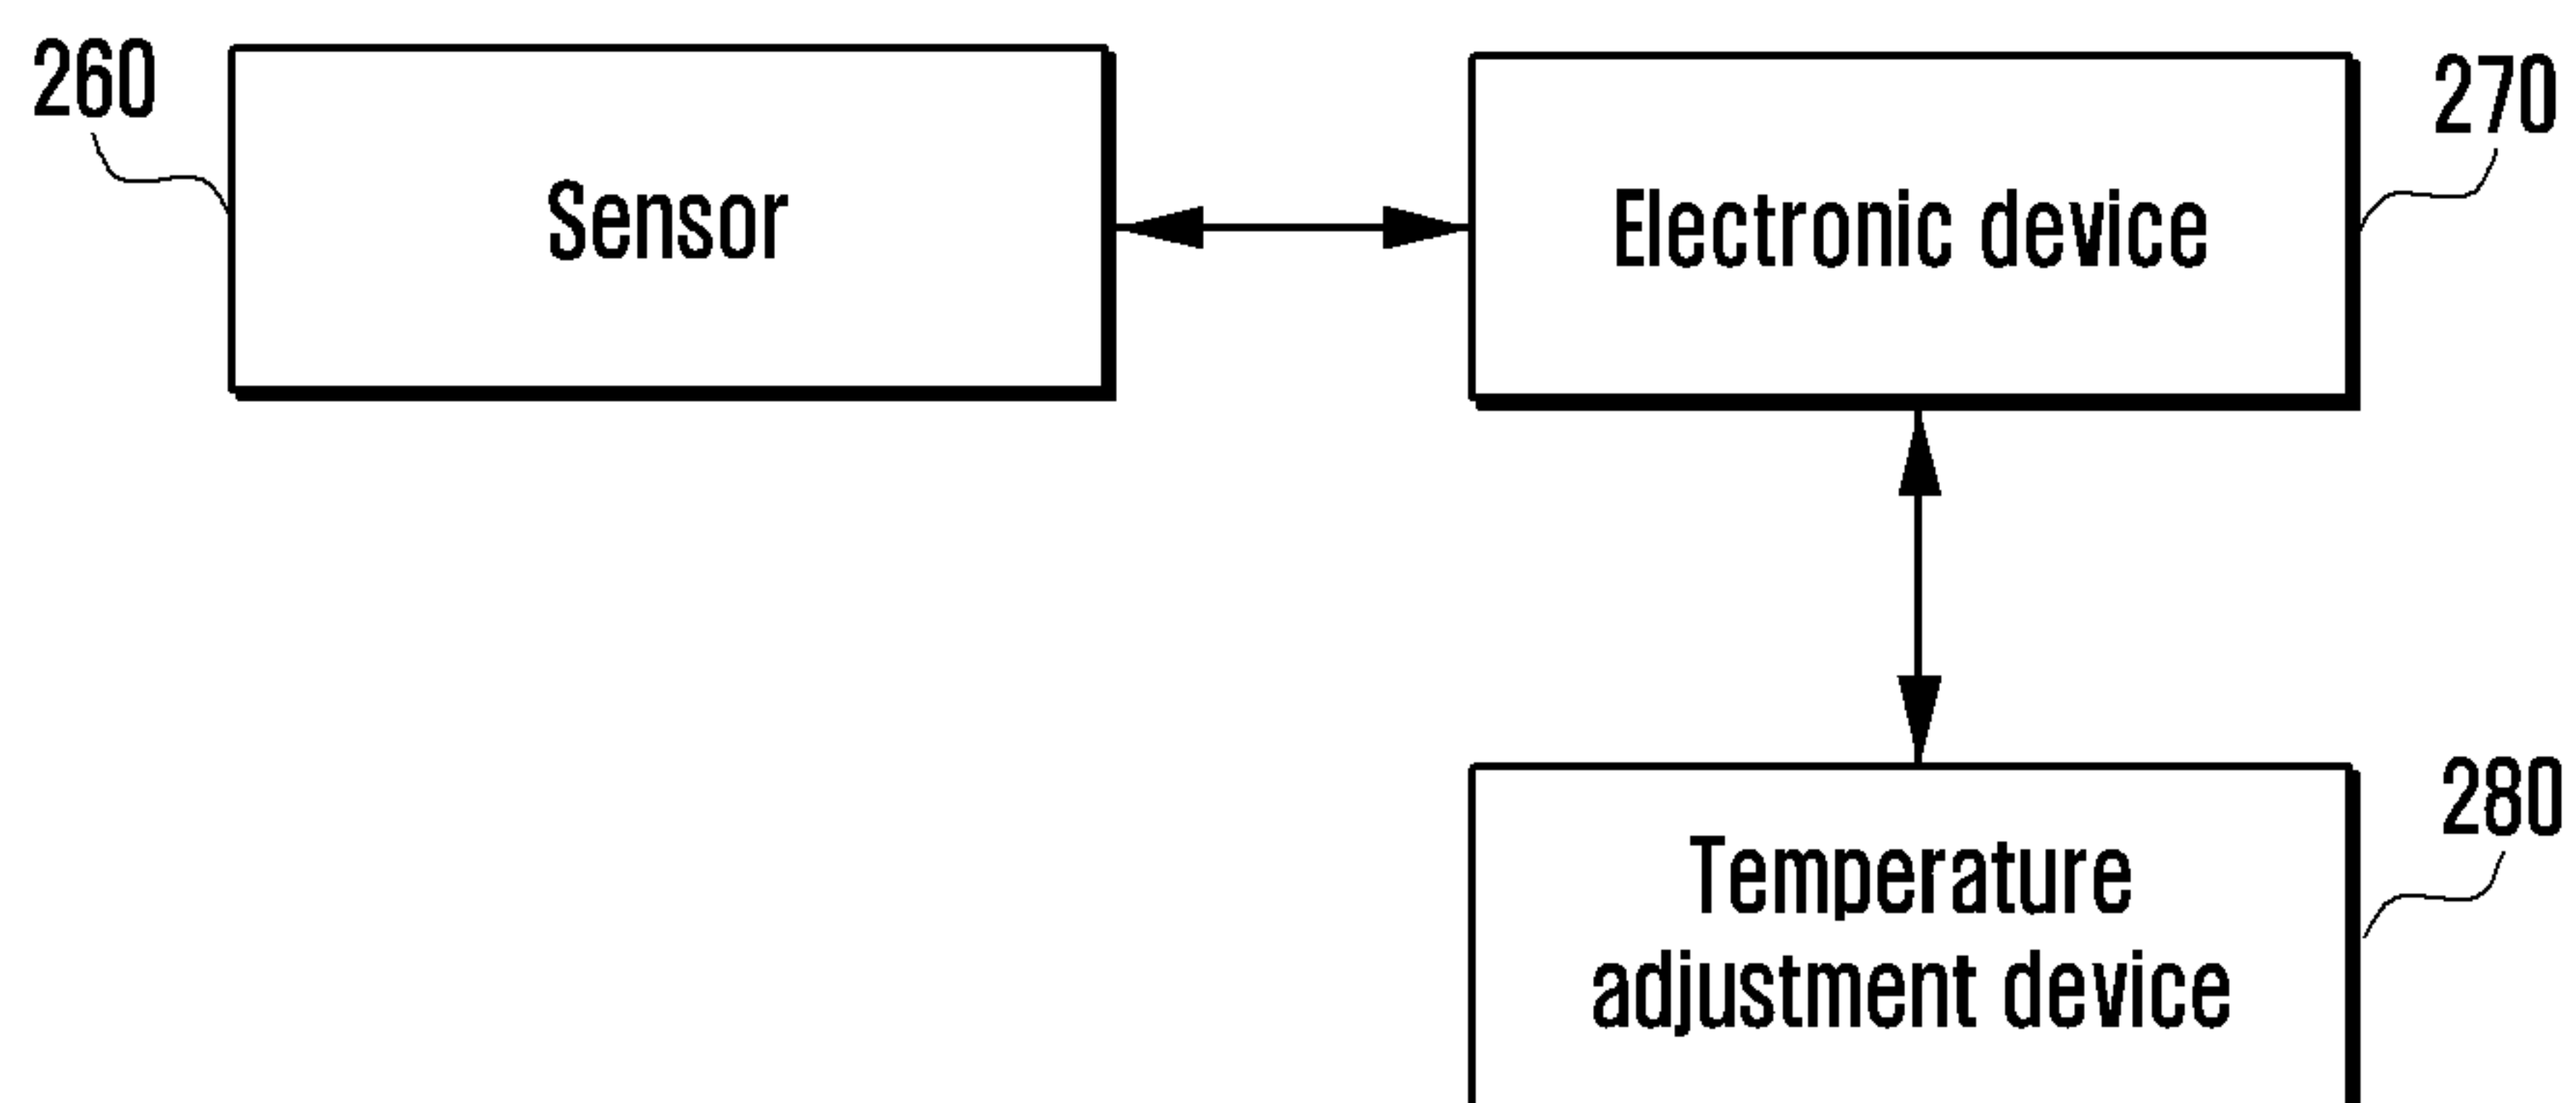 260
Sensor
Electronic device
270
Temperature
adjustment device
280